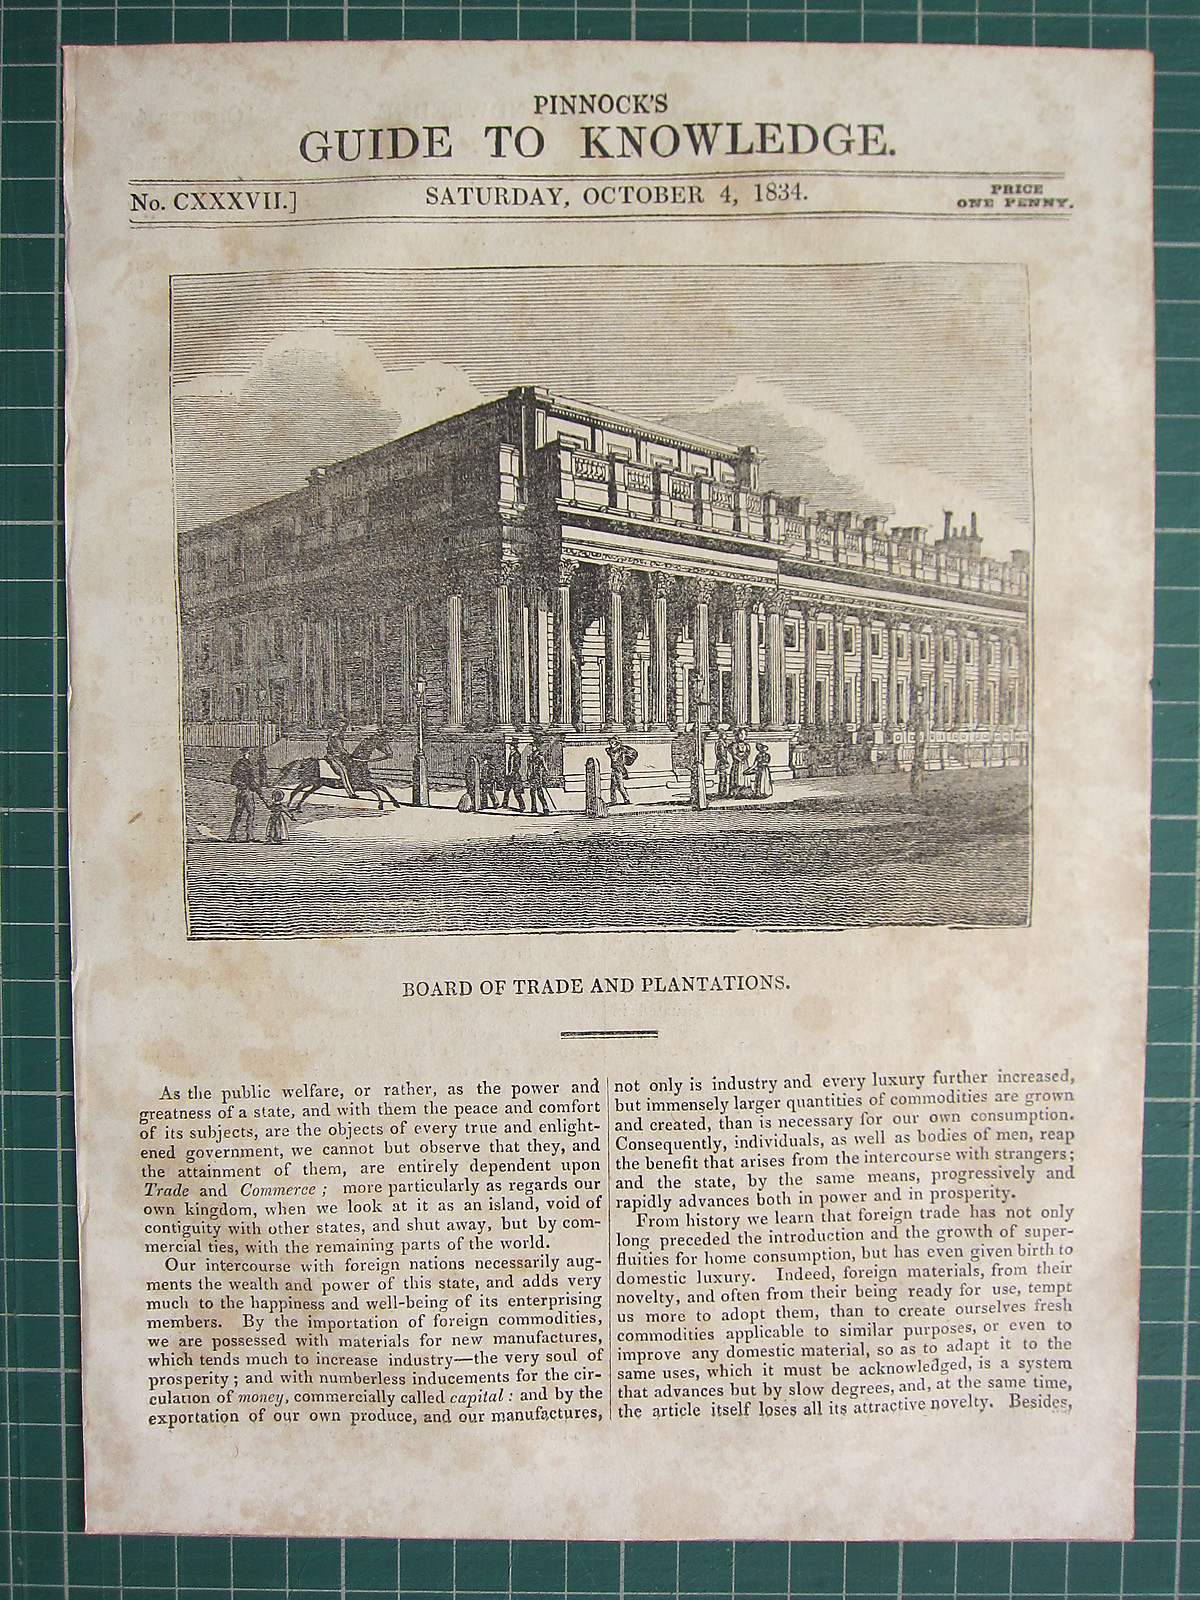 PINNOCK'S
GUIDE TO KNOWLEDGE.
No. CXXXVII.]
SATURDAY, OCTOBER 4, 1834.
PRICE
ONE PENNY.
BOARD OF TRADE AND PLANTATIONS.
As the public welfare, or rather, as the power and
greatness of a state, and with them the peace and comfort
of its subjects, are the objects of every true and enlight-
ened government, we cannot but observe that they, and
the attainment of them, are entirely dependent upon
Trade and Commerce; more particularly as regards our
own kingdom, when we look at it as an island, void of
contiguity with other states, and shut away, but by com-
mercial ties, with the remaining parts of the world.
Our intercourse with foreign nations necessarily aug-
ments the wealth and power of this state, and adds very
much to the happiness and well-being of its enterprising
members. By the importation of foreign commodities,
we are possessed with materials for new manufactures,
which tends much to increase industry—the very soul of
prosperity; and with numberless inducements for the cir-
culation of money, commercially called capital: and by the
exportation of our own produce, and our manufactures,
not only is industry and every luxury further increased,
but immensely larger quantities of commodities are grown
and created, than is necessary for our own consumption.
Consequently, individuals, as well as bodies of men, reap
the benefit that arises from the intercourse with strangers;
and the state, by the same means, progressively and
rapidly advances both in power and in prosperity.
From history we learn that foreign trade has not only
long preceded the introduction and the growth of super-
fluities for home consumption, but has even given birth to
domestic luxury. Indeed, foreign materials, from their
novelty, and often from their being ready for use, tempt
us more to adopt them, than to create ourselves fresh
commodities applicable to similar purposes, or even to
improve any domestic material, so as to adapt it to the
same uses, which it must be acknowledged, is a system
that advances but by slow degrees, and, at the same time,
the article itself loses all its attractive novelty. Besides,